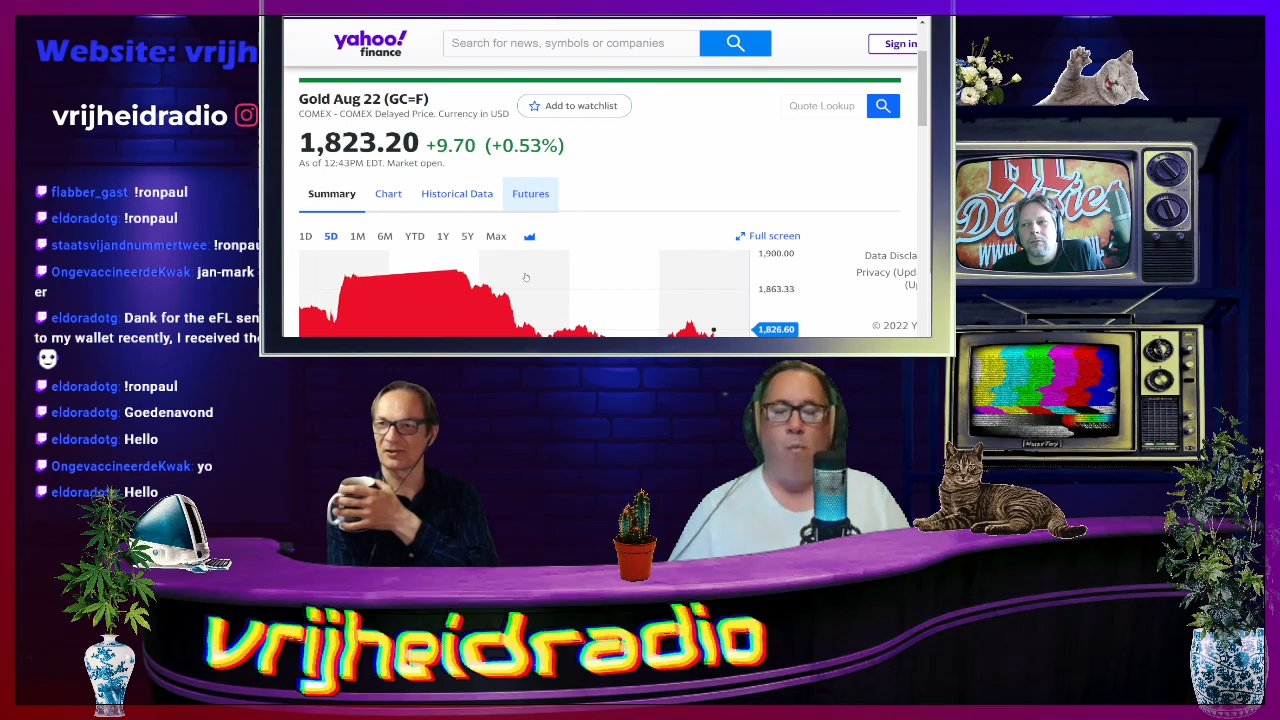 Website: vrijh
vrijheidradio
flabber_gast !ronpaul
eldoradotg: !ronpaul
staatsvijandnummertwee: !ronpau
OngevaccineerdeKwak: jan-mark
er
eldoradotg: Dank for the eFL sen
to my wallet recently, I received the
eldoradotg: !ronpaul
eldoradotg: Goedenavond
eldoradotg: Hello
OngevaccineerdeKwak: yo
eldoradotg: Hello
yahoo!
finance
Search for news, symbols or companies
Sign in
Gold Aug 22 (GC=F)
COMEX - COMEX Delayed Price. Currency in USD
Add to watchlist
Quote Lookup
1,823.20 +9.70 (+0.53%)
As of 12:43PM EDT. Market open.
Summary Chart Historical Data Futures
1D 5D 1M 6M YTD 1Y 5Y Max
Full screen
1,900.00
1,863.33
1,826.60
Data Discla
Privacy (Upd
(U
© 2022 Y
NoisyToy
vrijheidradio